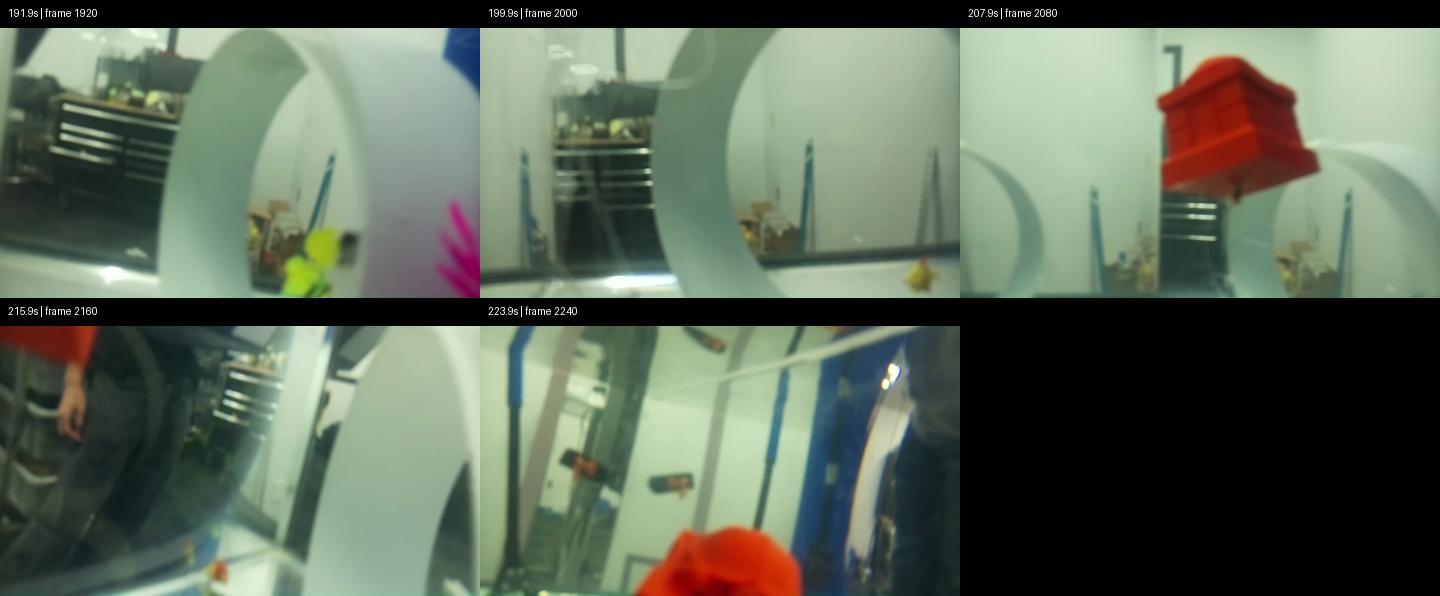 191.9s | frame 1920
199.9s | frame 2000
207.9s | frame 2080
215.9s | frame 2160
223.9s | frame 2240